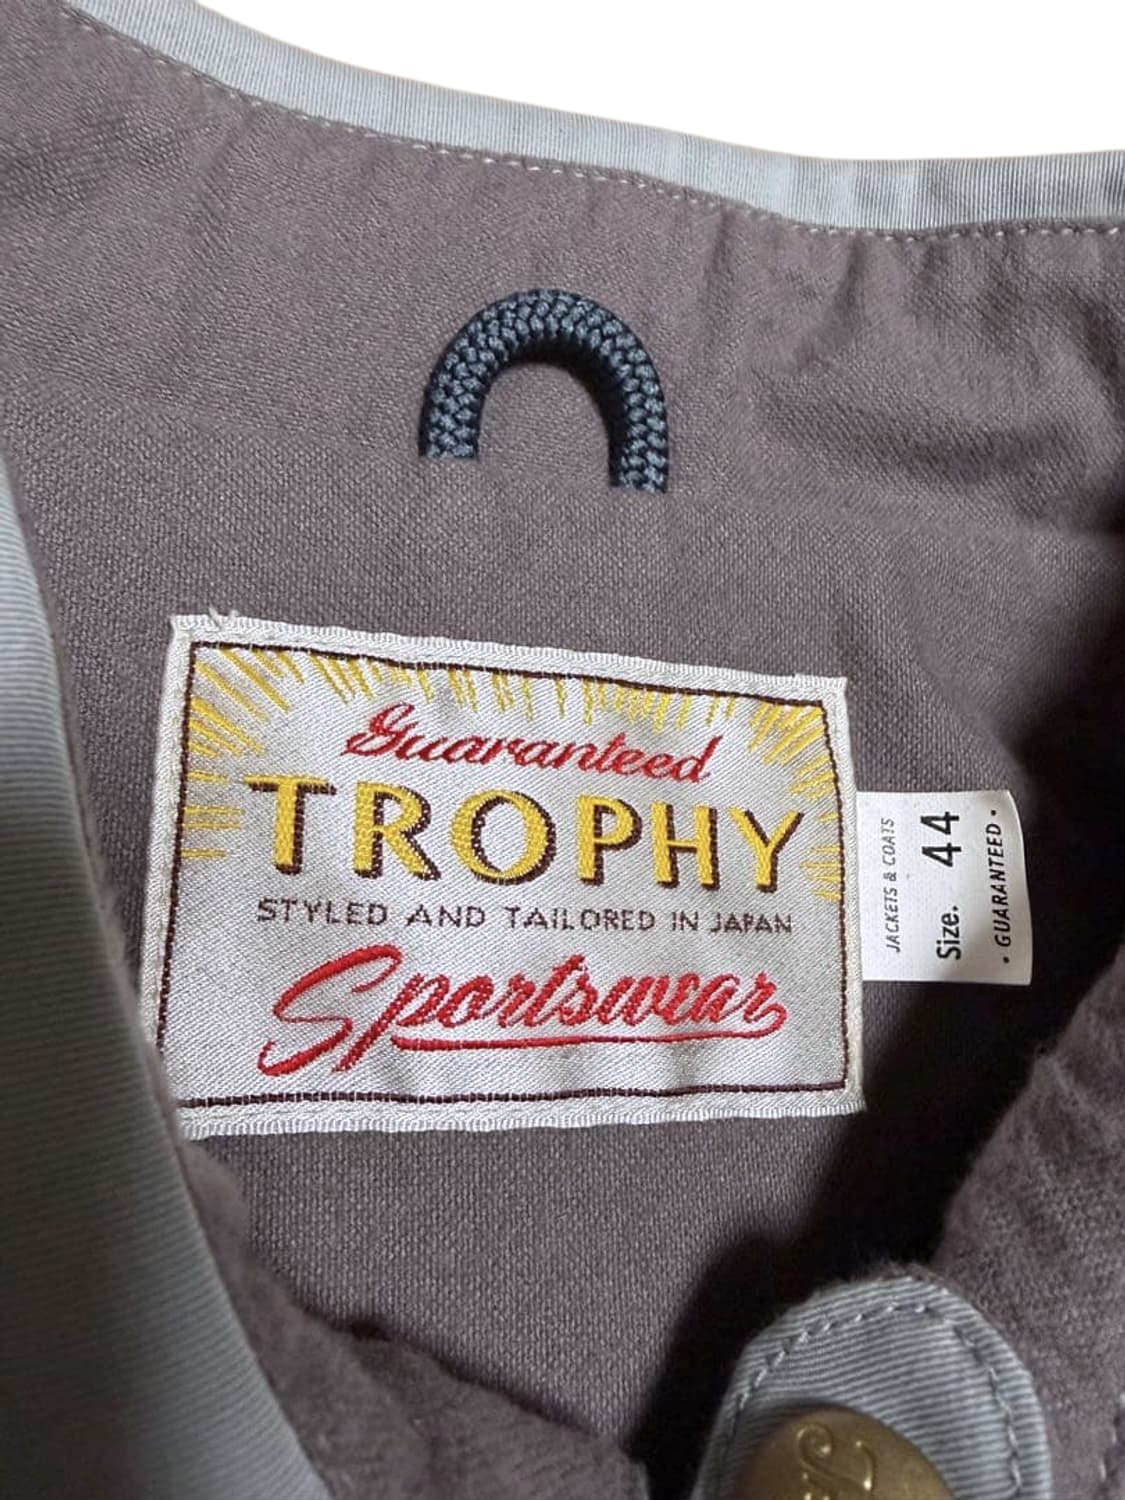 Guaranteed
TROPHY
STYLED AND TAILORED IN JAPAN
Sportswear
JACKETS & COATS
Size. 44
• GUARANTEED •